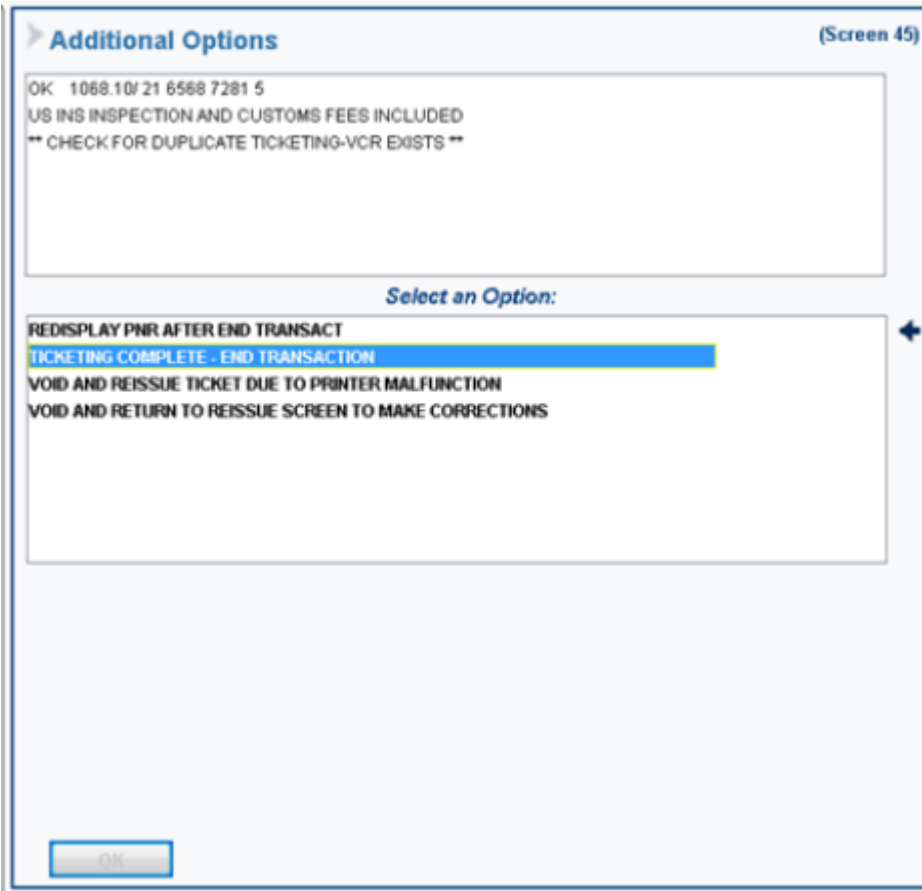 Additional Options
(Screen 45)
OK 1068.10/ 21 6568 7281 5
US INS INSPECTION AND CUSTOMS FEES INCLUDED
** CHECK FOR DUPLICATE TICKETING-VCR EXISTS **
Select an Option:
REDISPLAY PNR AFTER END TRANSACT
TICKETING COMPLETE - END TRANSACTION
VOID AND REISSUE TICKET DUE TO PRINTER MALFUNCTION
VOID AND RETURN TO REISSUE SCREEN TO MAKE CORRECTIONS
OK